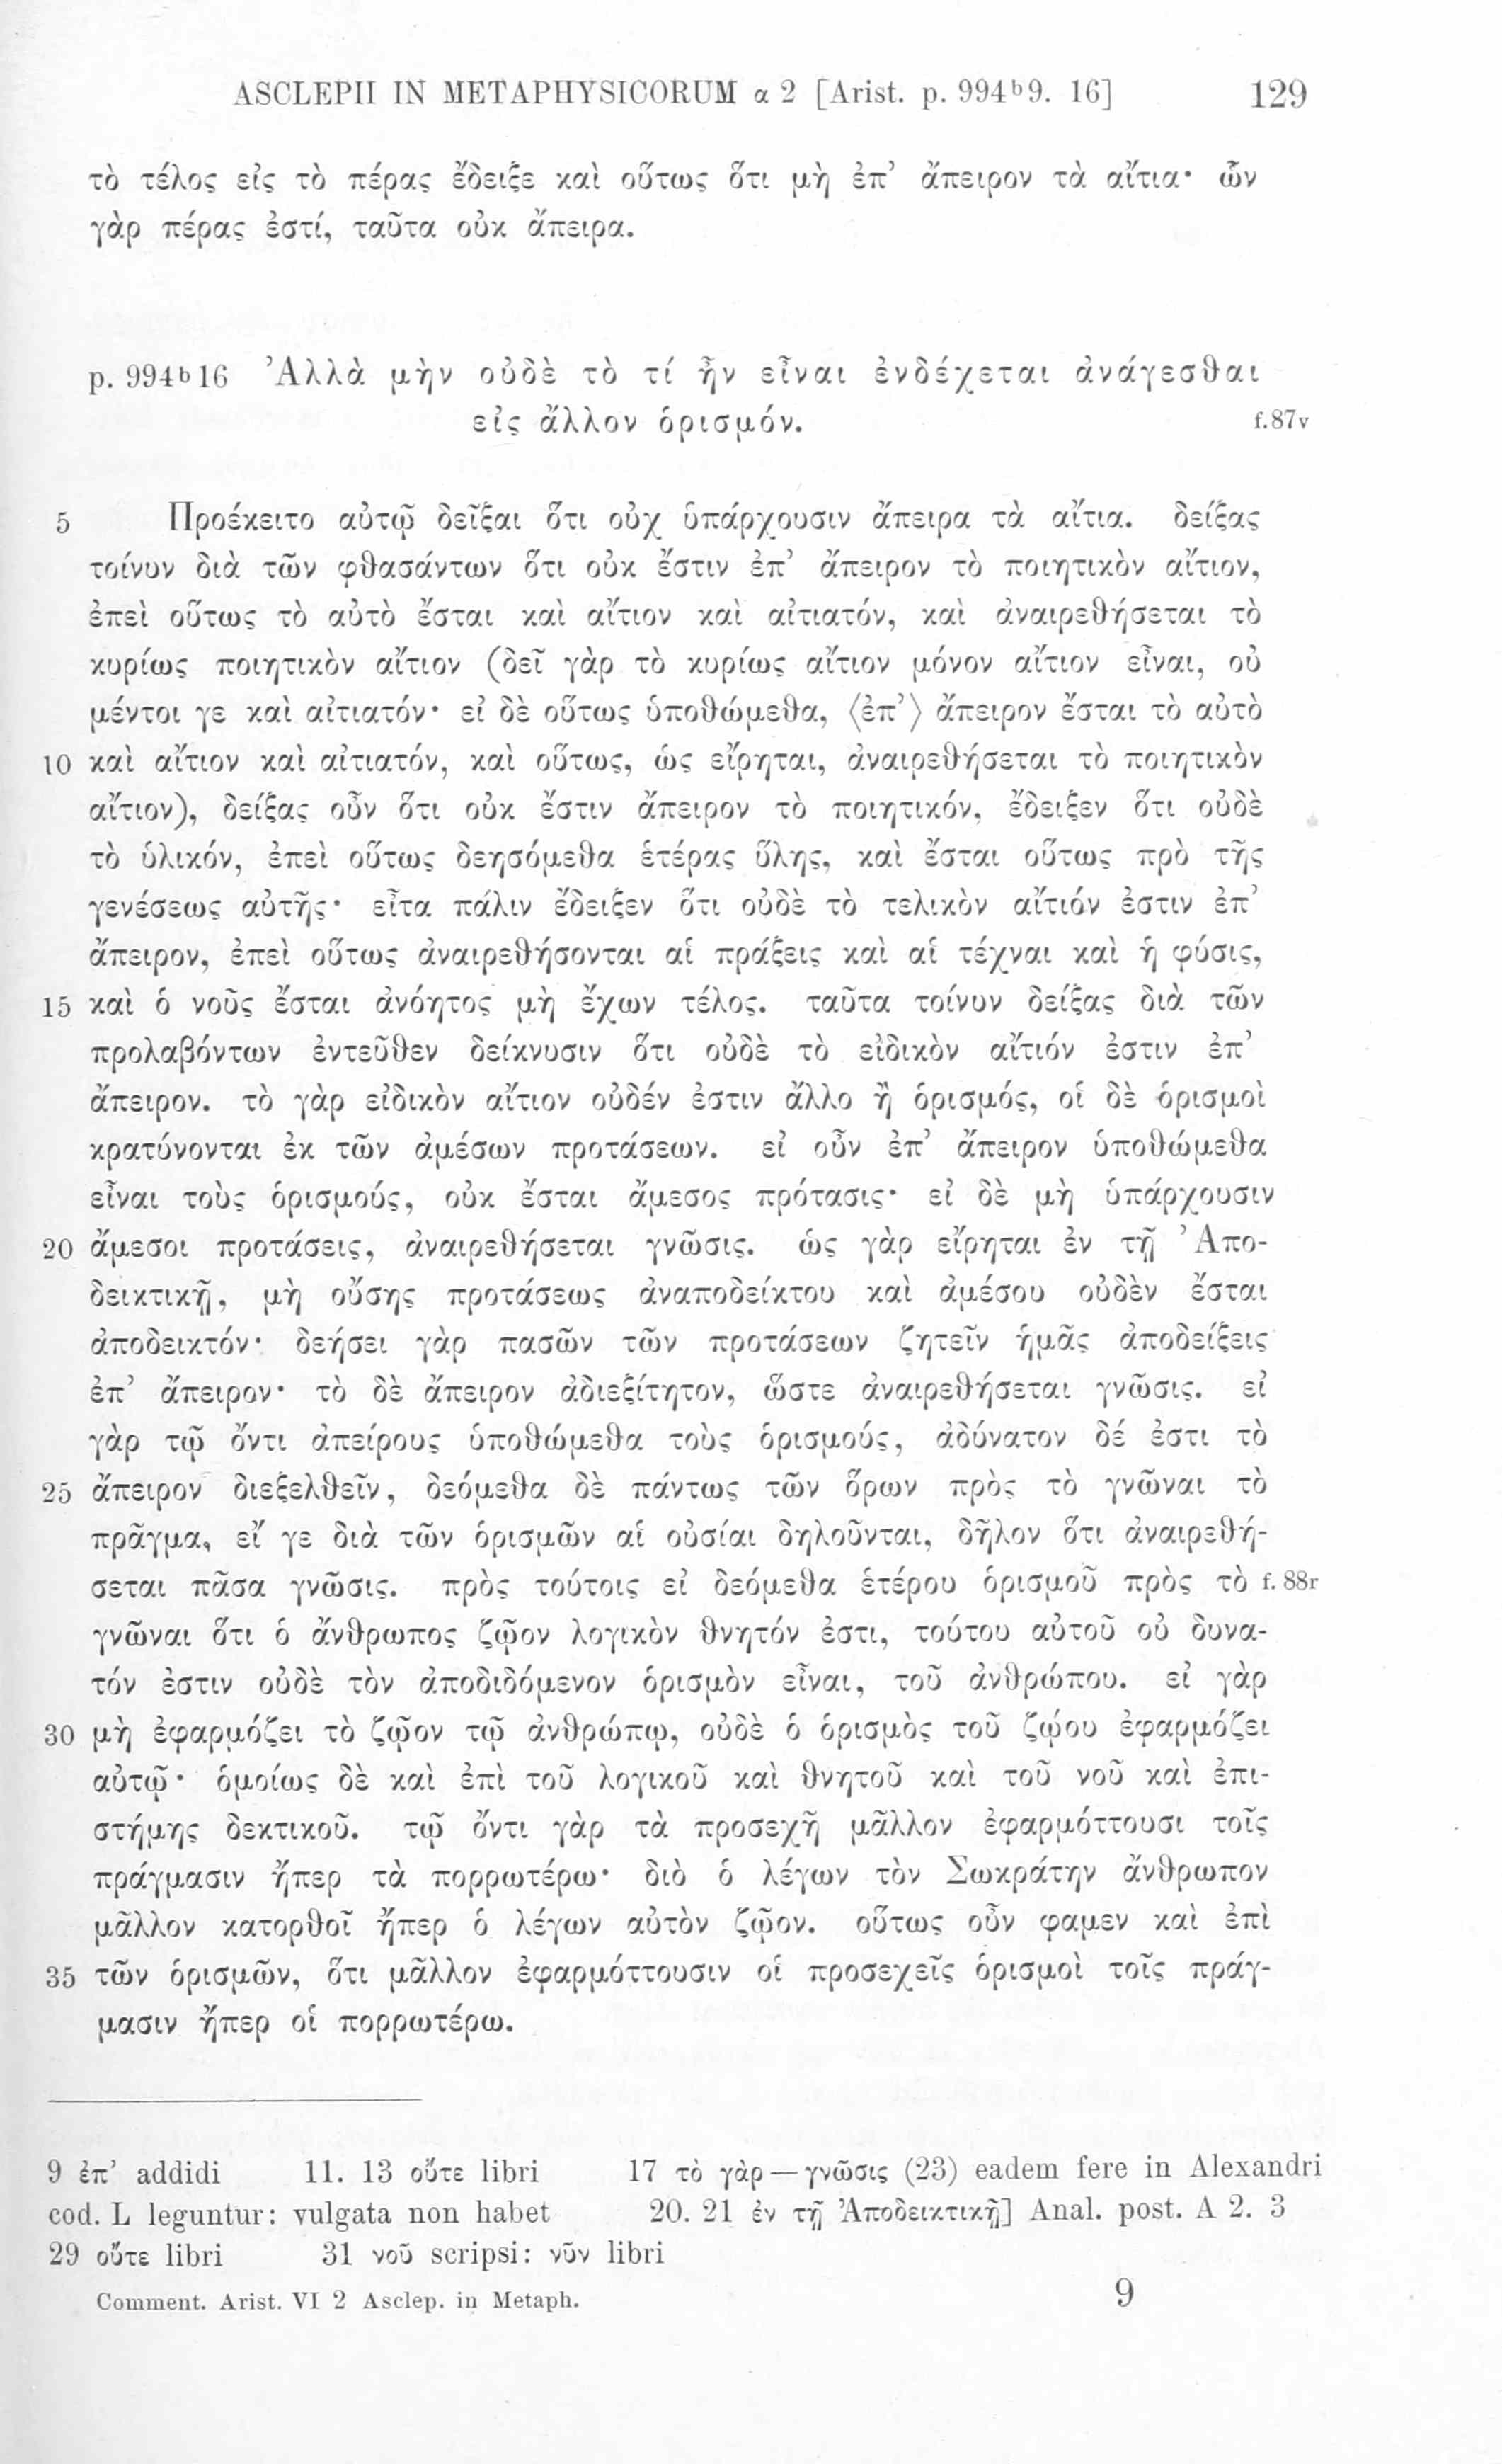 ASCLEPII IN METAPHYSICORUM α 2 [Arist. p. 994ᵇ9. 16] 129
τὸ τέλος εἰς τὸ πέρας ἔδειξε καὶ οὕτως ὅτι μὴ ἐπ’ ἄπειρον τὰ αἴτια· ὧν
γὰρ πέρας ἐστί, ταῦτα οὐκ ἄπειρα.
p. 994ᵇ16 Ἀλλὰ μὴν οὐδὲ τὸ τί ἦν εἶναι ἐνδέχεται ἀνάγεσθαι
εἰς ἄλλον ὁρισμόν. f.87v
5 Προέκειτο αὐτῷ δεῖξαι ὅτι οὐχ ὑπάρχουσιν ἄπειρα τὰ αἴτια. δείξας
τοίνυν διὰ τῶν φθασάντων ὅτι οὐκ ἔστιν ἐπ’ ἄπειρον τὸ ποιητικὸν αἴτιον,
ἐπεὶ οὕτως τὸ αὐτὸ ἔσται καὶ αἴτιον καὶ αἰτιατόν, καὶ ἀναιρεθήσεται τὸ
κυρίως ποιητικὸν αἴτιον (δεῖ γὰρ τὸ κυρίως αἴτιον μόνον αἴτιον εἶναι, οὐ
μέντοι γε καὶ αἰτιατόν· εἰ δὲ οὕτως ὑποθώμεθα, ⟨ἐπ’⟩ ἄπειρον ἔσται τὸ αὐτὸ
10 καὶ αἴτιον καὶ αἰτιατόν, καὶ οὕτως, ὡς εἴρηται, ἀναιρεθήσεται τὸ ποιητικὸν
αἴτιον), δείξας οὖν ὅτι οὐκ ἔστιν ἄπειρον τὸ ποιητικόν, ἔδειξεν ὅτι οὐδὲ
τὸ ὑλικόν, ἐπεὶ οὕτως δεησόμεθα ἑτέρας ὕλης, καὶ ἔσται οὕτως πρὸ τῆς
γενέσεως αὐτῆς· εἶτα πάλιν ἔδειξεν ὅτι οὐδὲ τὸ τελικὸν αἴτιόν ἐστιν ἐπ’
ἄπειρον, ἐπεὶ οὕτως ἀναιρεθήσονται αἱ πράξεις καὶ αἱ τέχναι καὶ ἡ φύσις,
15 καὶ ὁ νοῦς ἔσται ἀνόητος μὴ ἔχων τέλος. ταῦτα τοίνυν δείξας διὰ τῶν
προλαβόντων ἐντεῦθεν δείκνυσιν ὅτι οὐδὲ τὸ εἰδικὸν αἴτιόν ἐστιν ἐπ’
ἄπειρον. τὸ γὰρ εἰδικὸν αἴτιον οὐδέν ἐστιν ἄλλο ἢ ὁρισμός, οἱ δὲ ὁρισμοὶ
κρατύνονται ἐκ τῶν ἀμέσων προτάσεων. εἰ οὖν ἐπ’ ἄπειρον ὑποθώμεθα
εἶναι τοὺς ὁρισμούς, οὐκ ἔσται ἄμεσος πρότασις· εἰ δὲ μὴ ὑπάρχουσιν
20 ἄμεσοι προτάσεις, ἀναιρεθήσεται γνῶσις. ὡς γὰρ εἴρηται ἐν τῇ Ἀπο-
δεικτικῇ, μὴ οὔσης προτάσεως ἀναποδείκτου καὶ ἀμέσου οὐδὲν ἔσται
ἀποδεικτόν· δεήσει γὰρ πασῶν τῶν προτάσεων ζητεῖν ἡμᾶς ἀποδείξεις
ἐπ’ ἄπειρον· τὸ δὲ ἄπειρον ἀδιεξίτητον, ὥστε ἀναιρεθήσεται γνῶσις. εἰ
γὰρ τῷ ὄντι ἀπείρους ὑποθώμεθα τοὺς ὁρισμούς, ἀδύνατον δέ ἐστι τὸ
25 ἄπειρον διεξελθεῖν, δεόμεθα δὲ πάντως τῶν ὅρων πρὸς τὸ γνῶναι τὸ
πρᾶγμα, εἴ γε διὰ τῶν ὁρισμῶν αἱ οὐσίαι δηλοῦνται, δῆλον ὅτι ἀναιρεθή-
σεται πᾶσα γνῶσις. πρὸς τούτοις εἰ δεόμεθα ἑτέρου ὁρισμοῦ πρὸς τὸ f. 88r
γνῶναι ὅτι ὁ ἄνθρωπος ζῷον λογικὸν θνητόν ἐστι, τούτου αὐτοῦ οὐ δυνα-
τόν ἐστιν οὐδὲ τὸν ἀποδιδόμενον ὁρισμὸν εἶναι, τοῦ ἀνθρώπου. εἰ γὰρ
30 μὴ ἐφαρμόζει τὸ ζῷον τῷ ἀνθρώπῳ, οὐδὲ ὁ ὁρισμὸς τοῦ ζῴου ἐφαρμόζει
αὐτῷ· ὁμοίως δὲ καὶ ἐπὶ τοῦ λογικοῦ καὶ θνητοῦ καὶ τοῦ νοῦ καὶ ἐπι-
στήμης δεκτικοῦ. τῷ ὄντι γὰρ τὰ προσεχῆ μᾶλλον ἐφαρμόττουσι τοῖς
πράγμασιν ἤπερ τὰ πορρωτέρω· διὸ ὁ λέγων τὸν Σωκράτην ἄνθρωπον
μᾶλλον κατορθοῖ ἤπερ ὁ λέγων αὐτὸν ζῷον. οὕτως οὖν φαμεν καὶ ἐπὶ
35 τῶν ὁρισμῶν, ὅτι μᾶλλον ἐφαρμόττουσιν οἱ προσεχεῖς ὁρισμοὶ τοῖς πράγ-
μασιν ἤπερ οἱ πορρωτέρω.
9 ἐπ’ addidi 11. 13 οὔτε libri 17 τὸ γὰρ — γνῶσις (23) eadem fere in Alexandri
cod. L leguntur: vulgata non habet 20. 21 ἐν τῇ Ἀποδεικτικῇ] Anal. post. A 2. 3
29 οὔτε libri 31 νοῦ scripsi: νῦν libri
Comment. Arist. VI 2 Asclep. in Metaph. 9